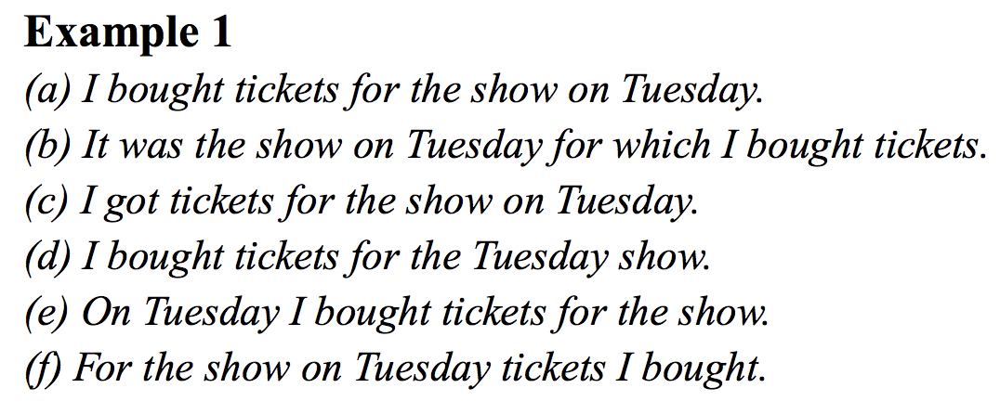 Example 1
(a) I bought tickets for the show on Tuesday.
(b) It was the show on Tuesday for which I bought tickets.
(c) I got tickets for the show on Tuesday.
(d) I bought tickets for the Tuesday show.
(e) On Tuesday I bought tickets for the show.
(f) For the show on Tuesday tickets I bought.